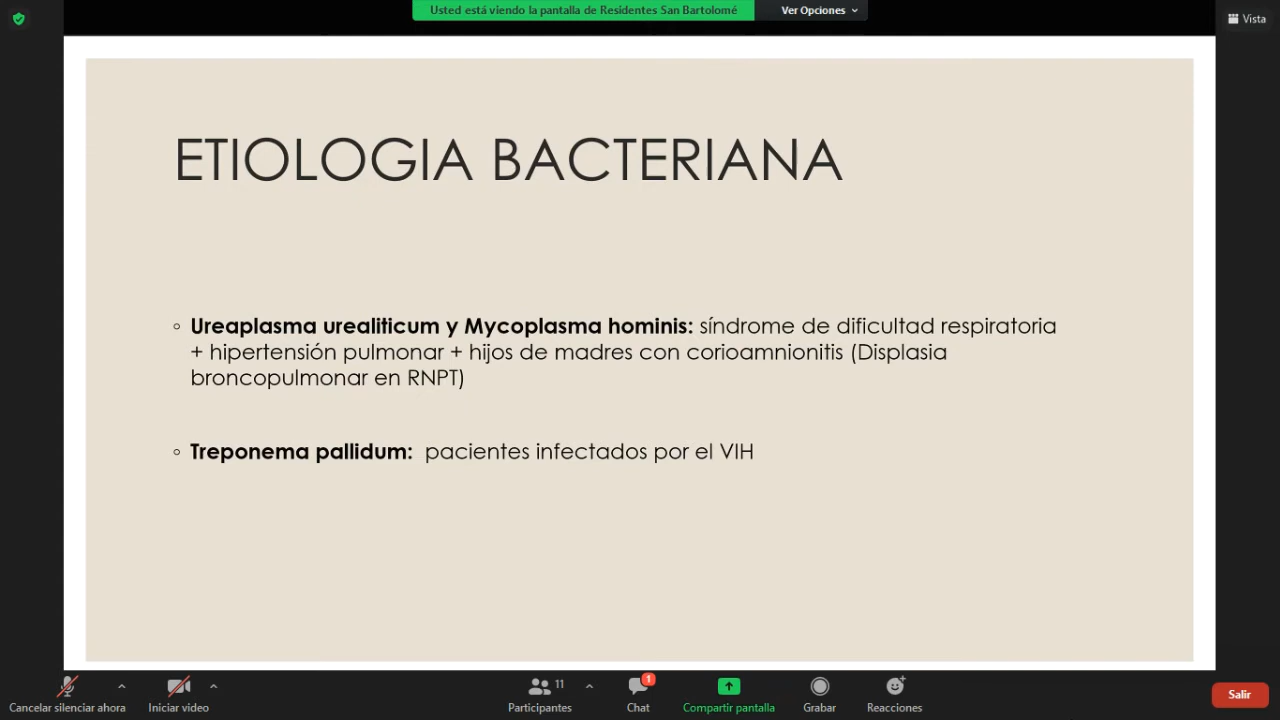 Usted está viendo la pantalla de Residentes San Bartolomé
Ver Opciones
Vista
ETIOLOGIA BACTERIANA
Ureaplasma urealiticum y Mycoplasma hominis: síndrome de dificultad respiratoria
+ hipertensión pulmonar + hijos de madres con corioamnionitis (Displasia
broncopulmonar en RNPT)
Treponema pallidum: pacientes infectados por el VIH
Cancelar silenciar ahora
Iniciar video
11
Participantes
1
Chat
Compartir pantalla
Grabar
Reacciones
Salir